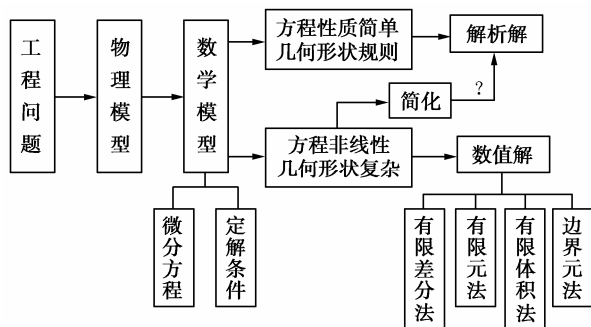 工程问题
物理模型
数学模型
方程性质简单
几何形状规则
解析解
简化
?
方程非线性
几何形状复杂
数值解
微分方程
定解条件
有限差分法
有限元法
有限体积法
边界元法